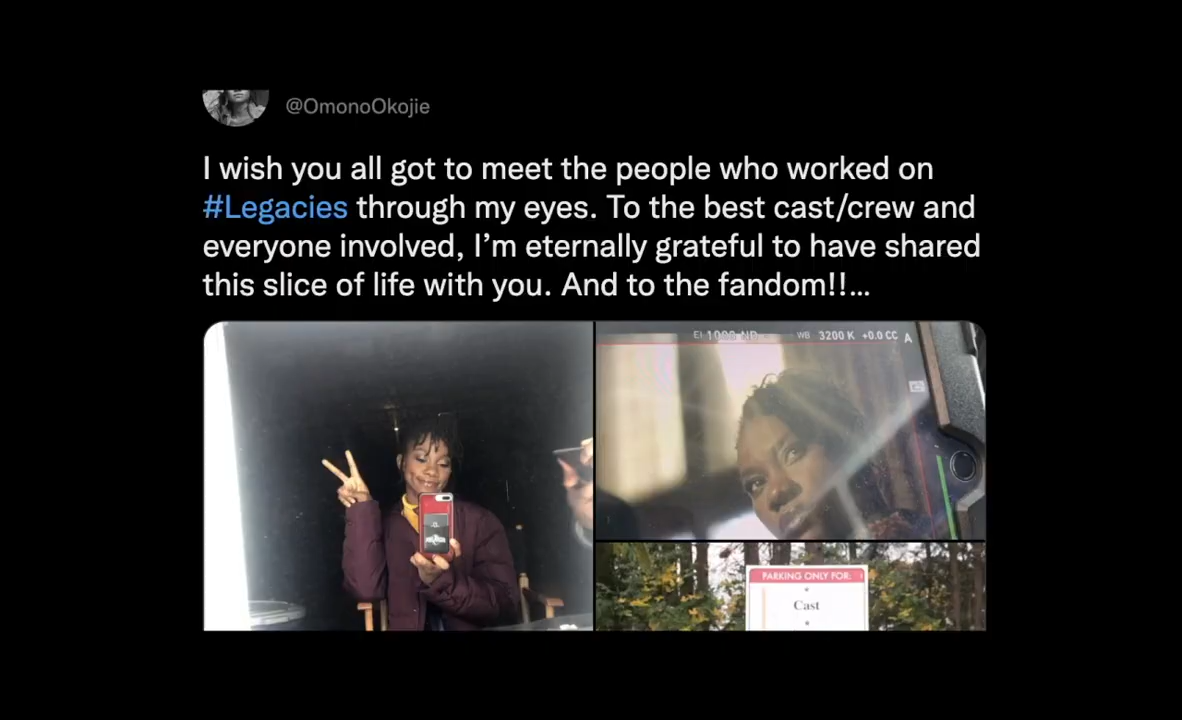 @OmonoOkojie
I wish you all got to meet the people who worked on
#Legacies through my eyes. To the best cast/crew and
everyone involved, I’m eternally grateful to have shared
this slice of life with you. And to the fandom!!...
EI WB 3200 K +0.0 CC A
PARKING ONLY FOR:
Cast